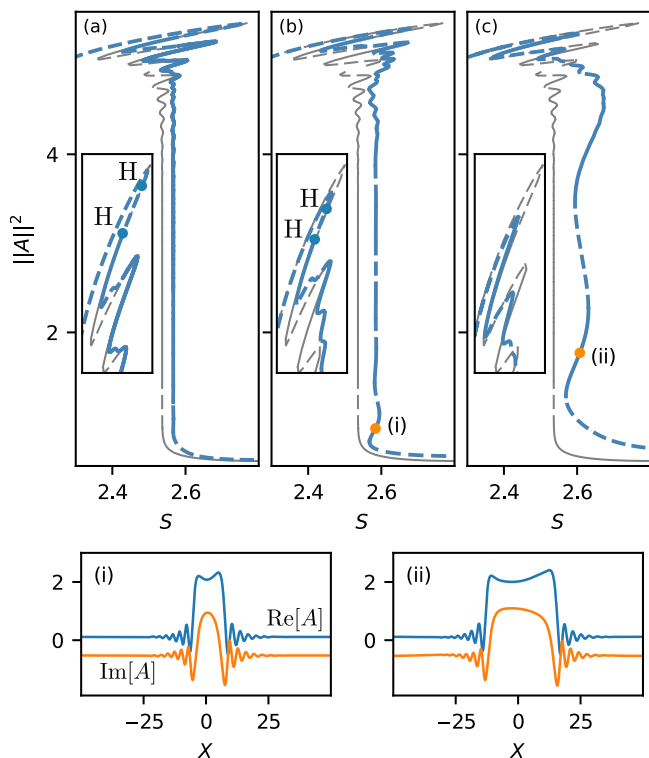 (a) (b) (c)
4
2
||A||²
H
H
H
H
(i)
(ii)
2.4 2.6 2.4 2.6 2.4 2.6
S S S
(i) (ii)
2
0
2
0
Re[A]
Im[A]
−25 0 25 −25 0 25
X X